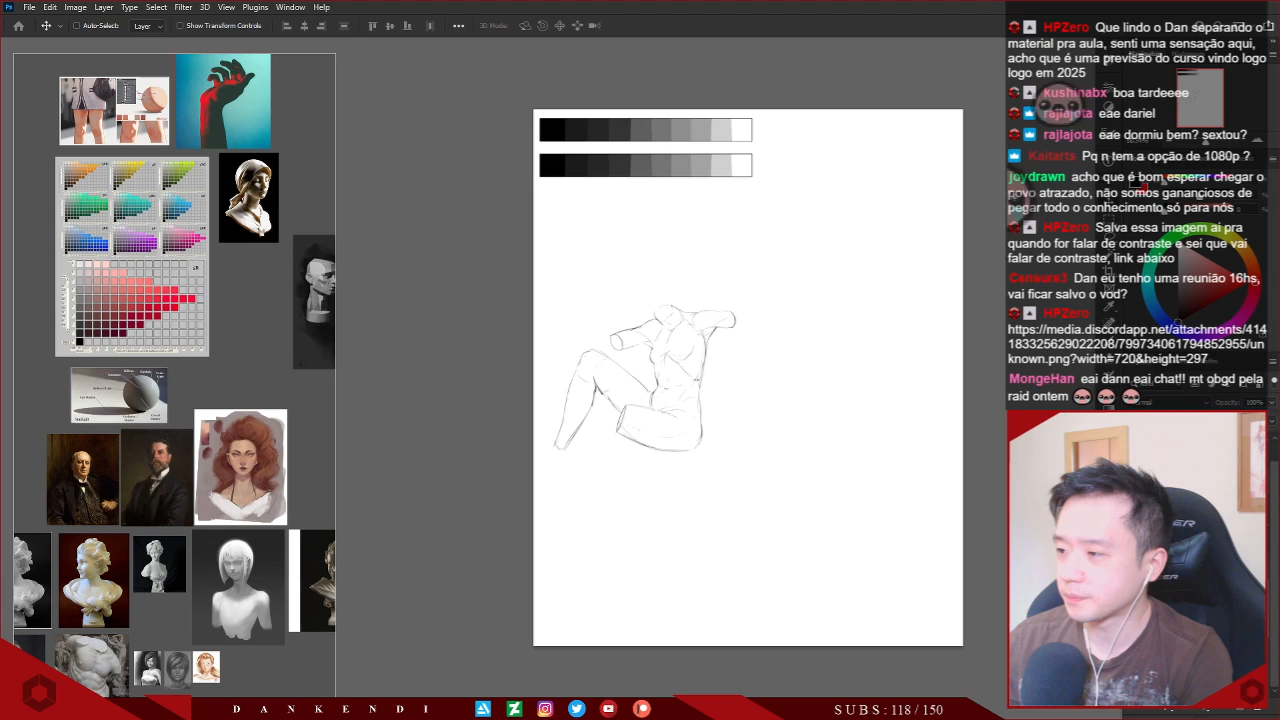 Ps File Edit Image Layer Type Select Filter 3D View Plugins Window Help
Auto-Select: Layer Show Transform Controls 3D Mode:
HPZero Que lindo o Dan separando o
material pra aula, senti uma sensação aqui,
acho que é uma previsão do curso vindo logo
logo em 2025
kushinabx boa tardeeee
rajlajota eae dariel
rajlajota eae dormiu bem? sextou?
Kaitarts Pq n tem a opção de 1080p ?
joydrawn acho que é bom esperar chegar o
povo atrazado, não somos gananciosos de
pegar todo o conhecimento só para nós
HPZero Salva essa imagem ai pra
quando for falar de contraste e sei que vai
falar de contraste, link abaixo
Censure3 Dan eu tenho uma reunião 16hs,
vai ficar salvo o vod?
HPZero
https://media.discordapp.net/attachments/414
183325629022208/799734061794852955/un
known.png?width=720&height=297
MongeHan eai dann eai chat!! mt obgd pela
raid ontem
Opacity: 100%
DANKENDI
SUBS: 118 / 150